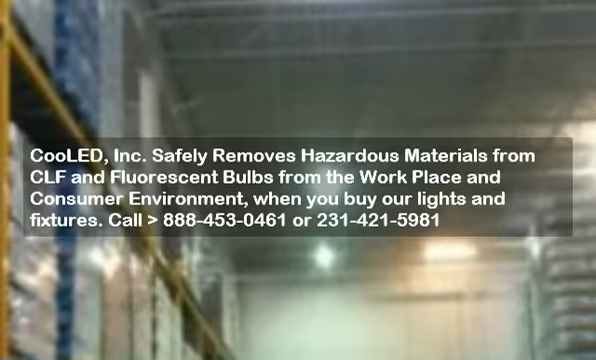 CooLED, Inc. Safely Removes Hazardous Materials from
CLF and Fluorescent Bulbs from the Work Place and
Consumer Environment, when you buy our lights and
fixtures. Call > 888-453-0461 or 231-421-5981